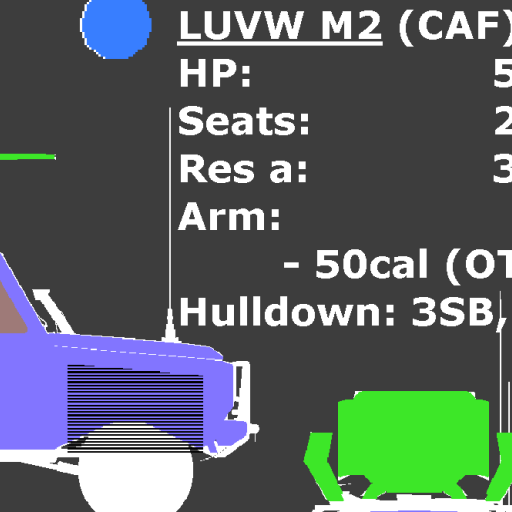 LUVW M2 (CAF)
HP: 5
Seats: 2
Res a: 3
Arm:
- 50cal (OT
Hulldown: 3SB,